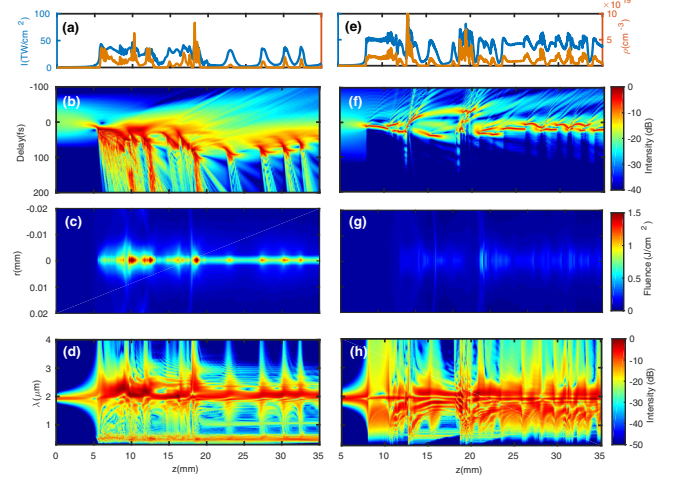 (a)
I(TW/cm²)
100
50
0
(e)
10
5
0
ρ(cm⁻³)
(b)
Delay(fs)
-100
0
100
200
(f)
0
-10
-20
-30
-40
Intensity (dB)
(c)
r(mm)
-0.02
-0.01
0
0.01
0.02
(g)
1.5
1
0.5
0
Fluence (J/cm²)
(d)
λ(μm)
4
3
2
1
0 5 10 15 20 25 30 35
z(mm)
(h)
5 10 15 20 25 30 35
z(mm)
0
-10
-20
-30
-40
-50
Intensity (dB)